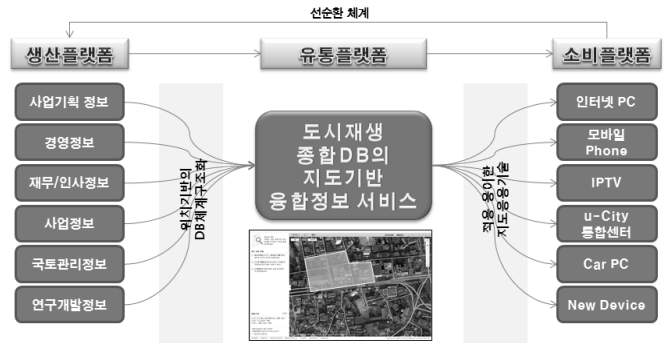 선순환 체계
생산플랫폼
유통플랫폼
소비플랫폼
사업기획 정보
경영정보
재무/인사정보
사업정보
국토관리정보
연구개발정보
위치기반의
DB체계구조화
도시재생
종합DB의
지도기반
융합정보 서비스
적용 용이한
지도응용기술
인터넷 PC
모바일
Phone
IPTV
u-City
통합센터
Car PC
New Device